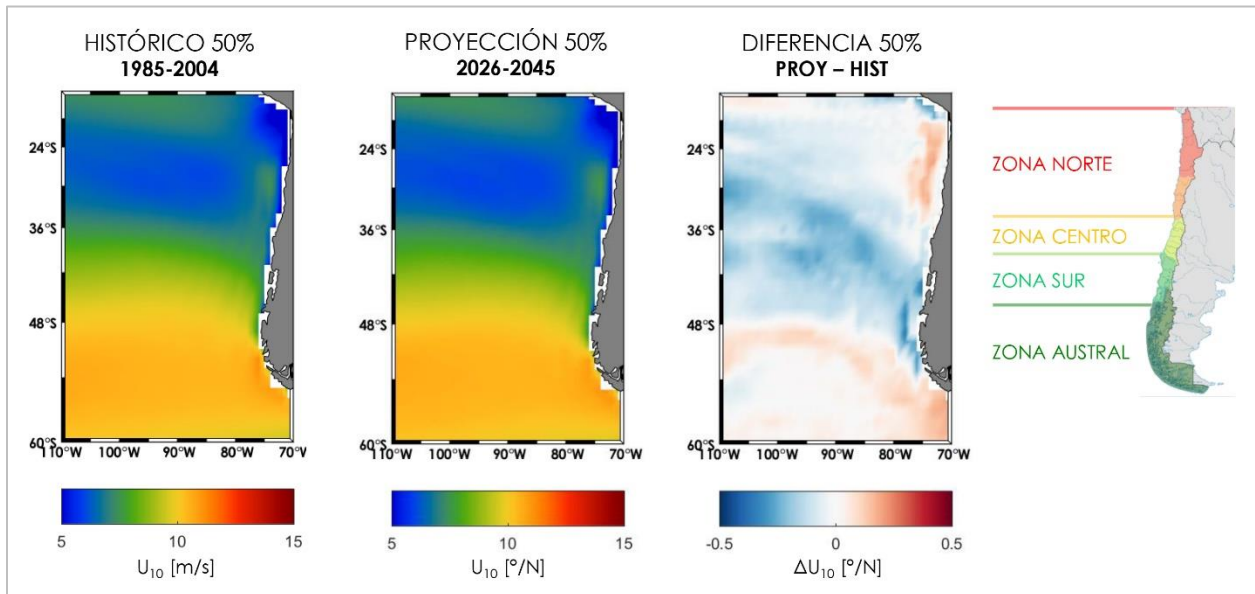 HISTÓRICO 50%
1985-2004
PROYECCIÓN 50%
2026-2045
DIFERENCIA 50%
PROY – HIST
24°S
36°S
48°S
60°S
110°W 100°W 90°W 80°W 70°W
24°S
36°S
48°S
60°S
110°W 100°W 90°W 80°W 70°W
24°S
36°S
48°S
60°S
110°W 100°W 90°W 80°W 70°W
ZONA NORTE
ZONA CENTRO
ZONA SUR
ZONA AUSTRAL
5 10 15
U₁₀ [m/s]
5 10 15
U₁₀ [°/N]
-0.5 0 0.5
ΔU₁₀ [°/N]